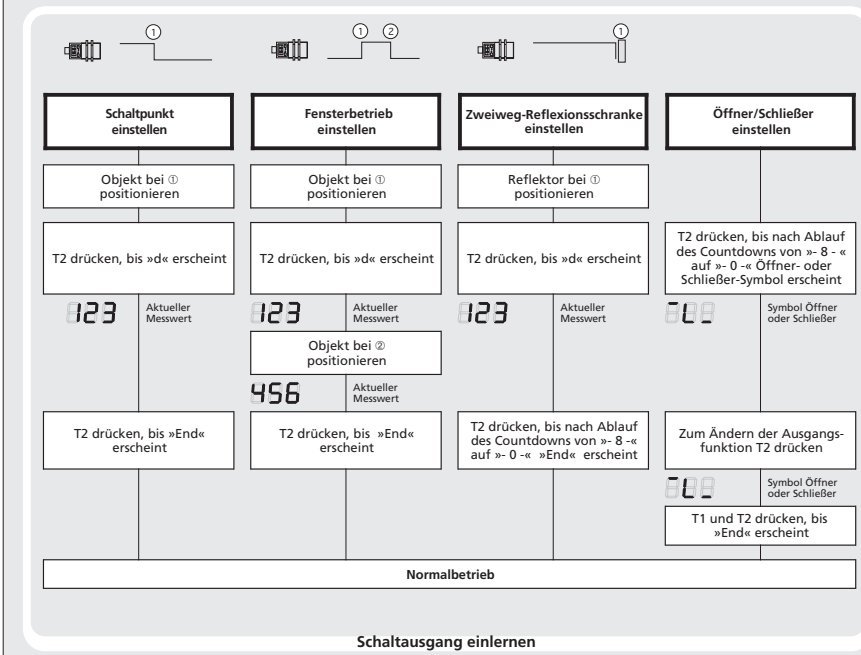 ①
① ②
①
Schaltpunkt
einstellen
Fensterbetrieb
einstellen
Zweiweg-Reflexionsschranke
einstellen
Öffner/Schließer
einstellen
Objekt bei ①
positionieren
Objekt bei ①
positionieren
Reflektor bei ①
positionieren
T2 drücken, bis »d« erscheint
T2 drücken, bis »d« erscheint
T2 drücken, bis »d« erscheint
T2 drücken, bis nach Ablauf
des Countdowns von »- 8 - «
auf »- 0 -« Öffner- oder
Schließer-Symbol erscheint
123
Aktueller
Messwert
123
Aktueller
Messwert
123
Aktueller
Messwert
Symbol Öffner
oder Schließer
Objekt bei ②
positionieren
456
Aktueller
Messwert
T2 drücken, bis »End«
erscheint
T2 drücken, bis »End«
erscheint
T2 drücken, bis nach Ablauf
des Countdowns von »- 8 -«
auf »- 0 -« »End« erscheint
Zum Ändern der Ausgangs-
funktion T2 drücken
Symbol Öffner
oder Schließer
T1 und T2 drücken, bis
»End« erscheint
Normalbetrieb
Schaltausgang einlernen